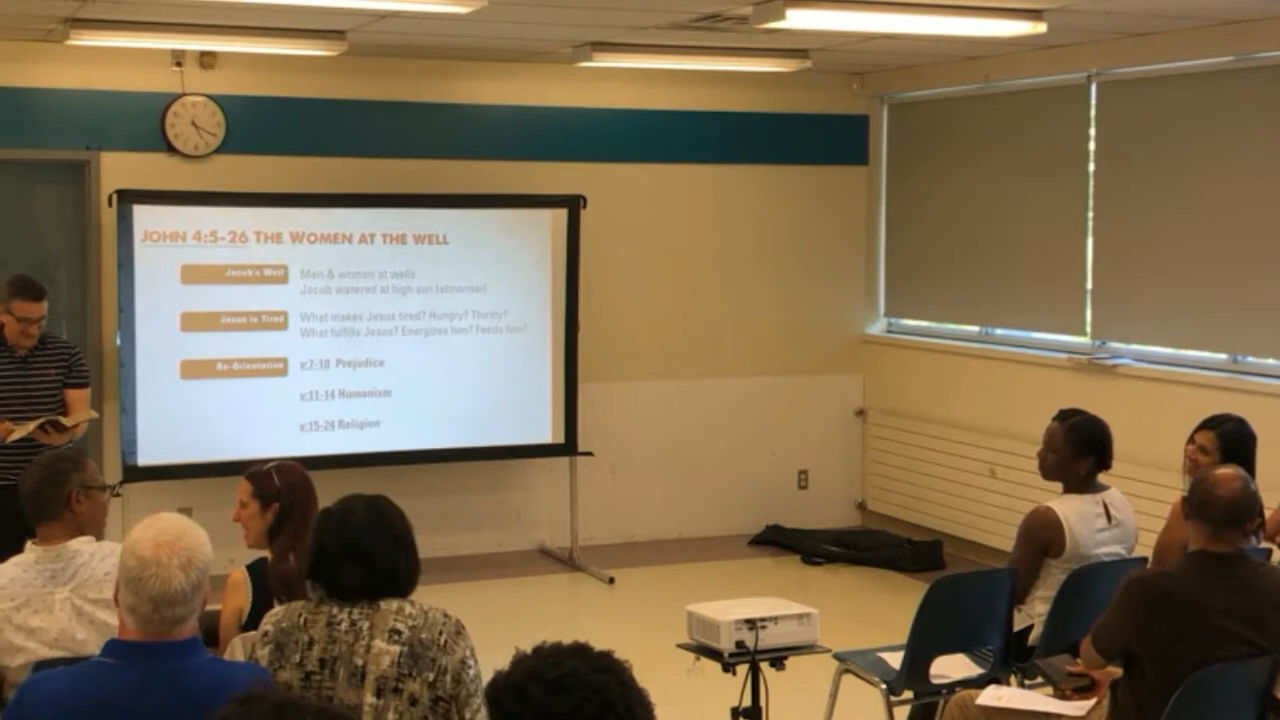 JOHN 4:5-26 THE WOMEN AT THE WELL
Jacob's Well
Men & women at wells
Jacob watered at high sun (abnormal)
Jesus is Tired
What makes Jesus tired? Hungry? Thirsty?
What fulfills Jesus? Energizes him? Feeds him?
Re-Orientation
v:7-10 Prejudice
v:11-14 Humanism
v:15-24 Religion